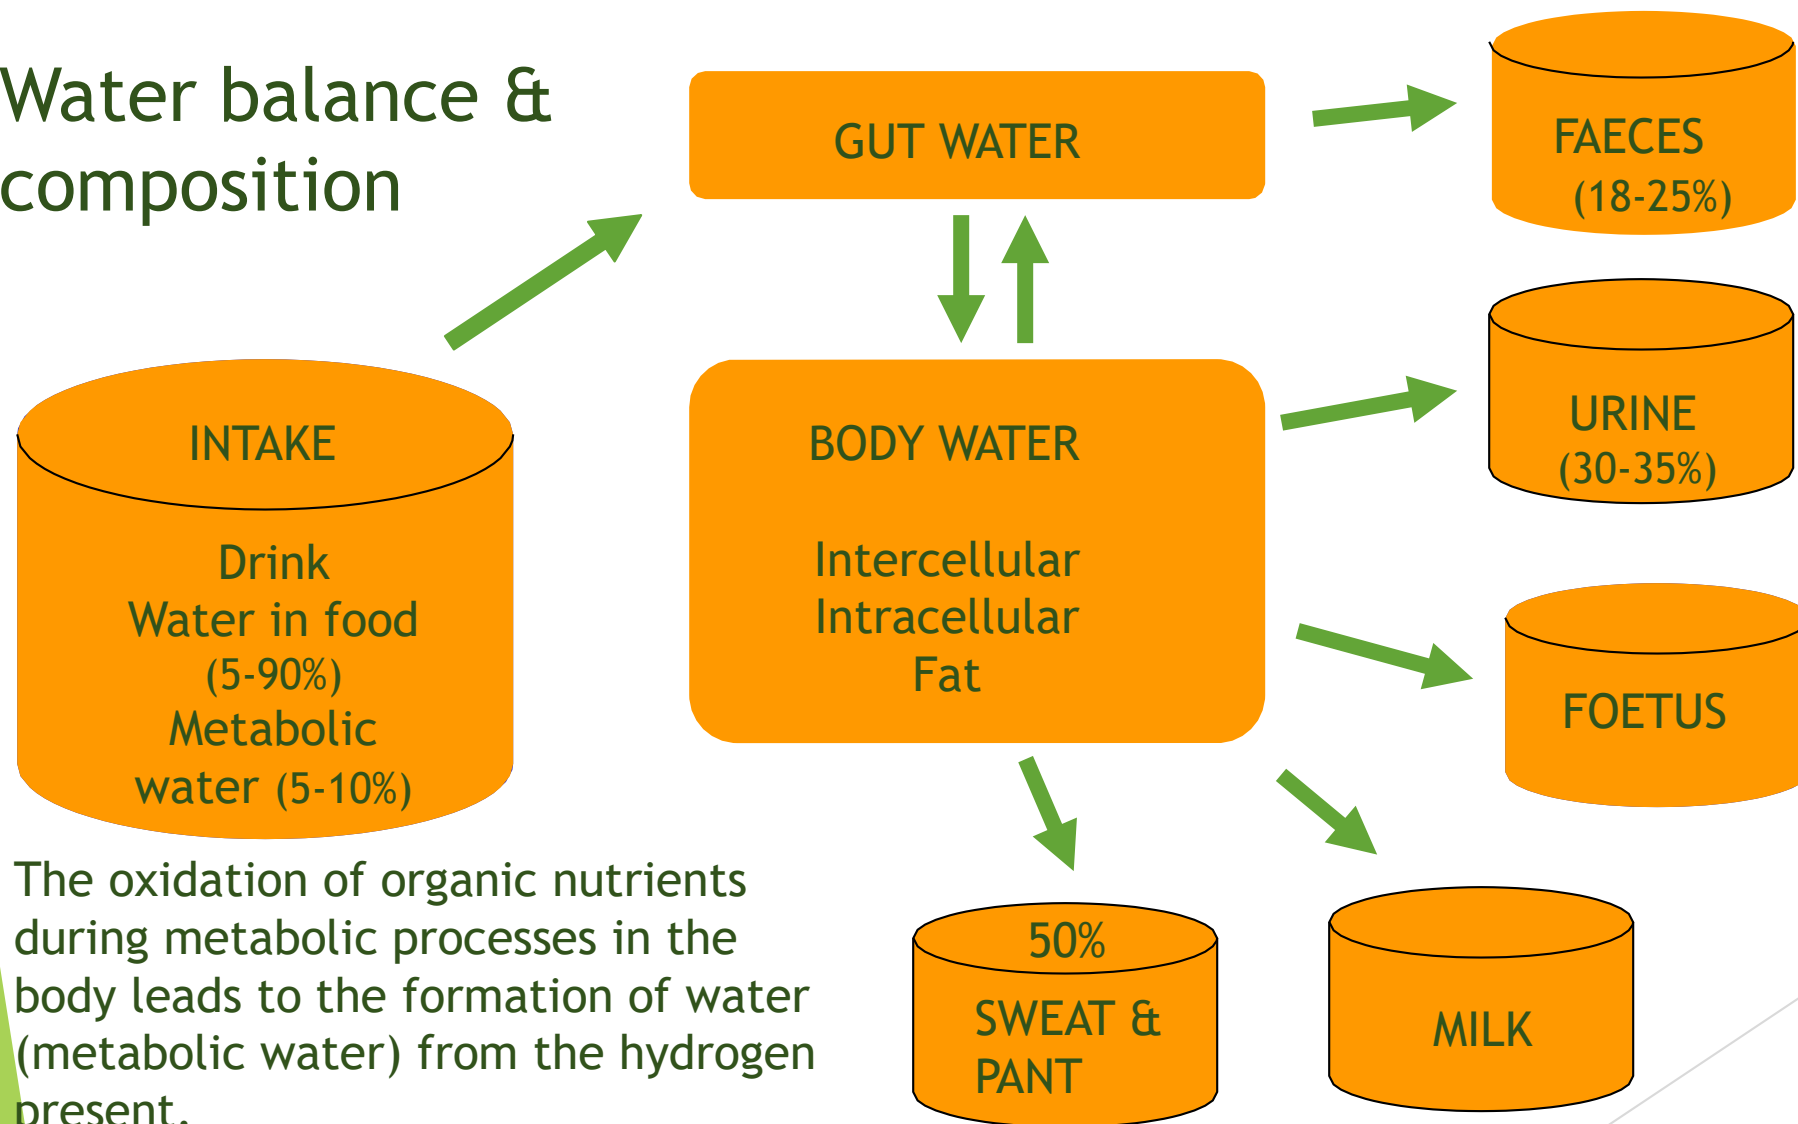 Water balance &
composition
GUT WATER
FAECES
(18-25%)
INTAKE
Drink
Water in food
(5-90%)
Metabolic
water (5-10%)
BODY WATER
Intercellular
Intracellular
Fat
URINE
(30-35%)
FOETUS
50%
SWEAT &
PANT
MILK
The oxidation of organic nutrients
during metabolic processes in the
body leads to the formation of water
(metabolic water) from the hydrogen
present.